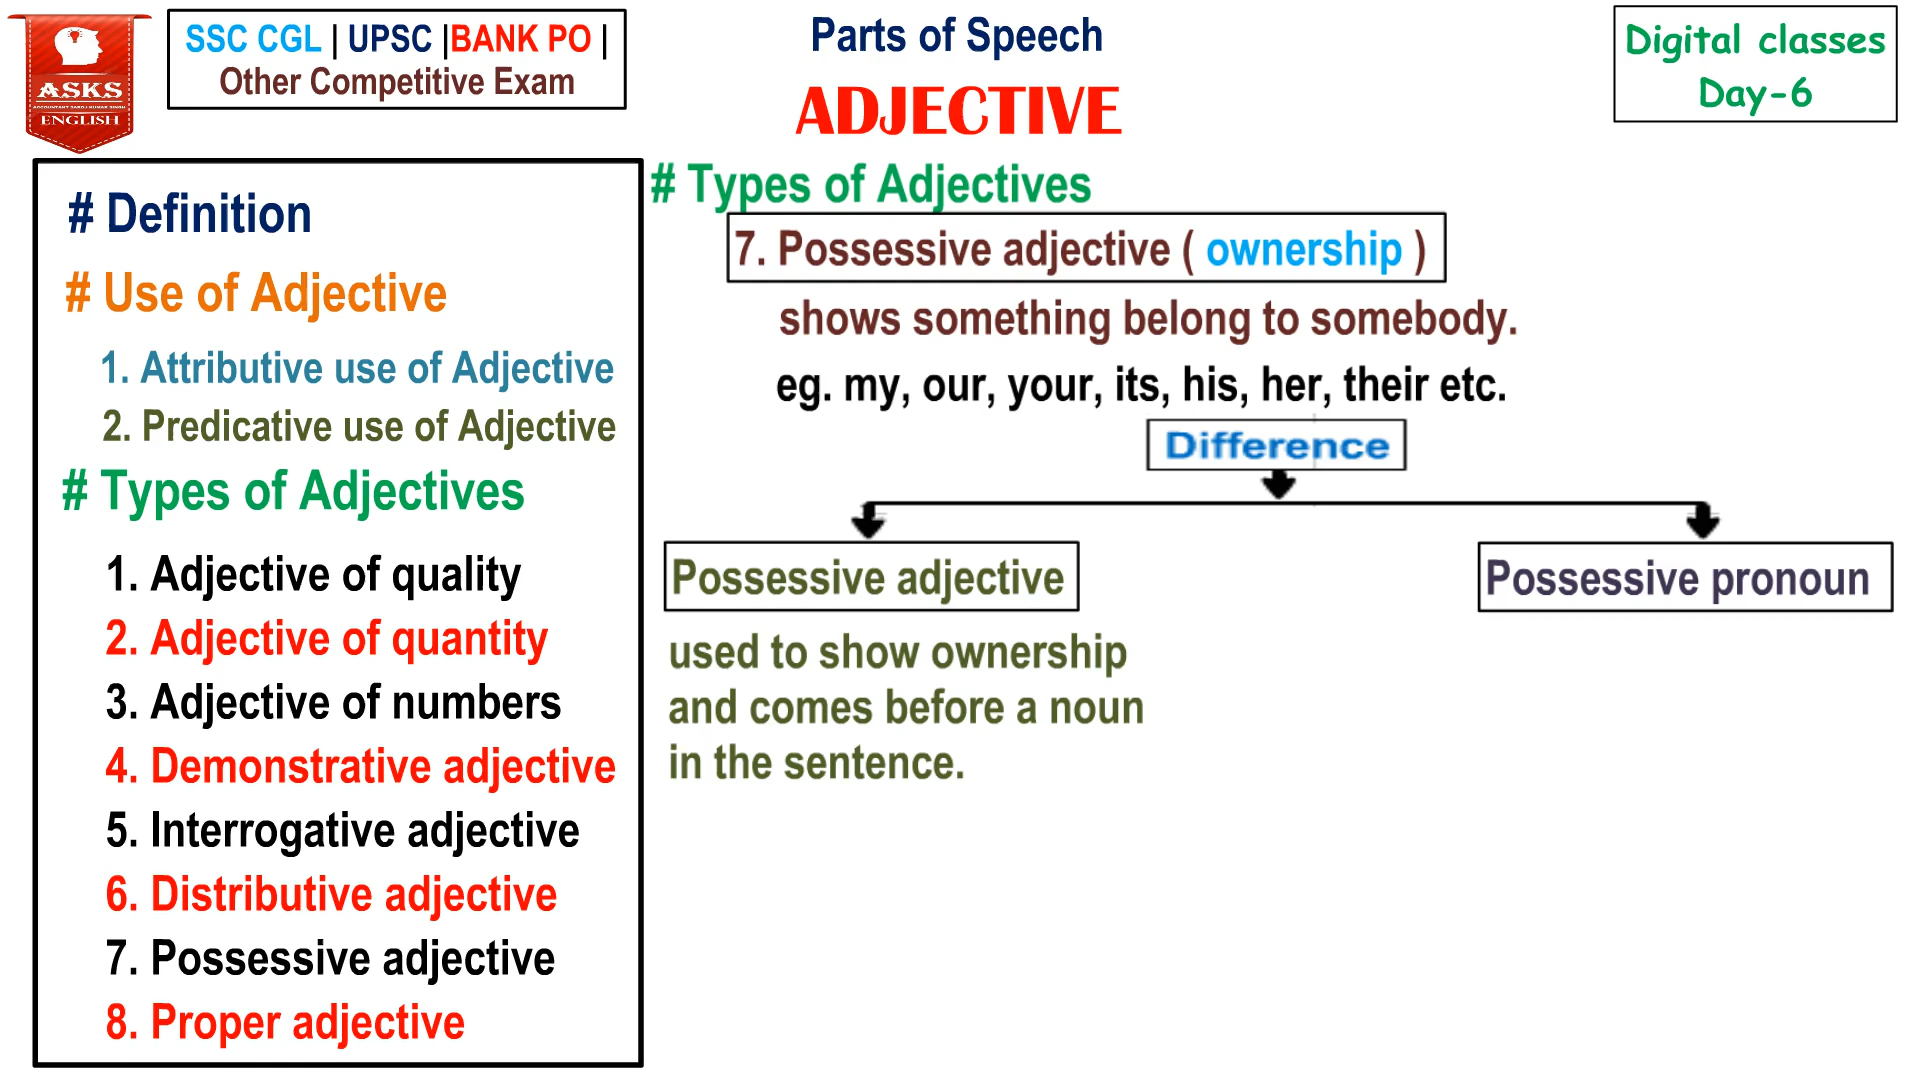 ASKS
ACCOUNTANT SAROJ KUMAR SINGH
ENGLISH
SSC CGL | UPSC |BANK PO |
Other Competitive Exam
Parts of Speech
ADJECTIVE
Digital classes
Day-6
# Definition
# Use of Adjective
1. Attributive use of Adjective
2. Predicative use of Adjective
# Types of Adjectives
1. Adjective of quality
2. Adjective of quantity
3. Adjective of numbers
4. Demonstrative adjective
5. Interrogative adjective
6. Distributive adjective
7. Possessive adjective
8. Proper adjective
# Types of Adjectives
7. Possessive adjective ( ownership )
shows something belong to somebody.
eg. my, our, your, its, his, her, their etc.
Difference
Possessive adjective
used to show ownership
and comes before a noun
in the sentence.
Possessive pronoun